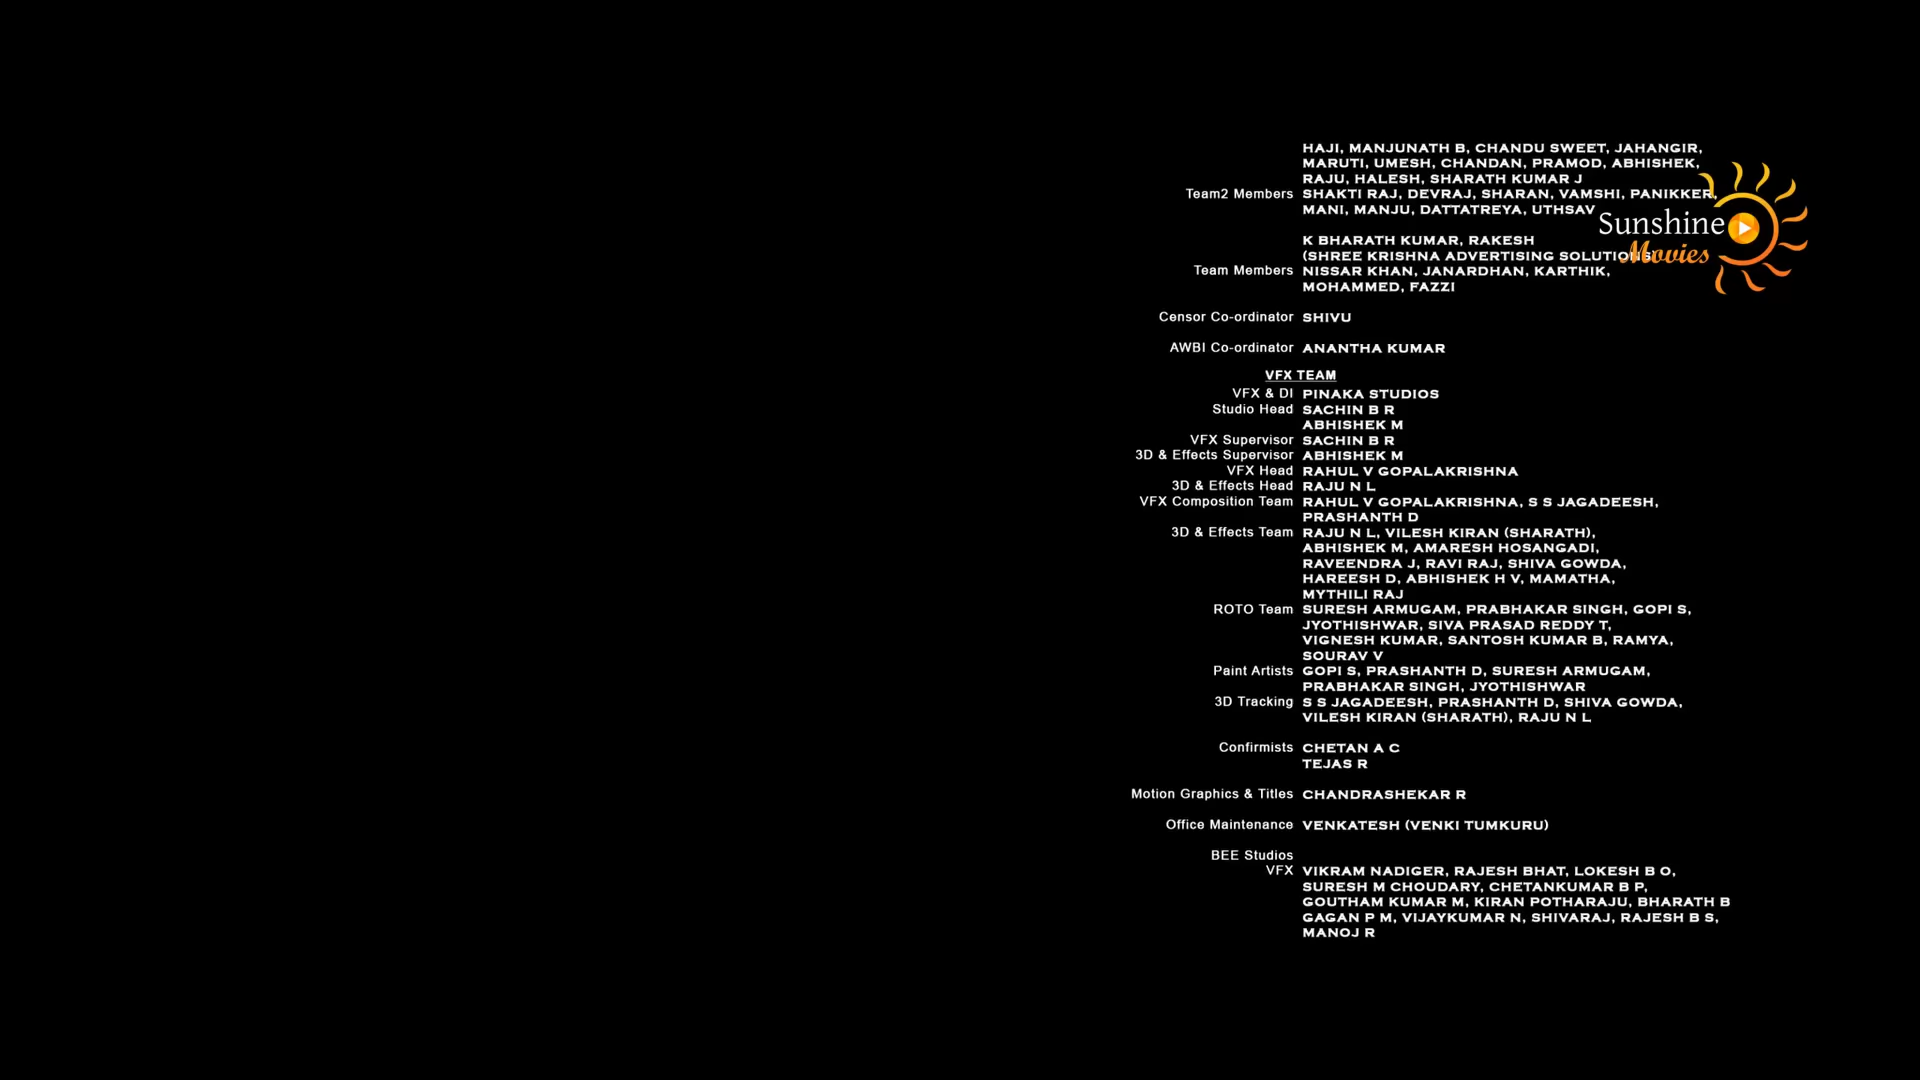 HAJI, MANJUNATH B, CHANDU SWEET, JAHANGIR,
MARUTI, UMESH, CHANDAN, PRAMOD, ABHISHEK,
RAJU, HALESH, SHARATH KUMAR J
Team2 Members SHAKTI RAJ, DEVRAJ, SHARAN, VAMSHI, PANIKKER,
MANI, MANJU, DATTATREYA, UTHSAV
Sunshine
Movies
K BHARATH KUMAR, RAKESH
(SHREE KRISHNA ADVERTISING SOLUTIONS)
Team Members NISSAR KHAN, JANARDHAN, KARTHIK,
MOHAMMED, FAZZI
Censor Co-ordinator SHIVU
AWBI Co-ordinator ANANTHA KUMAR
VFX TEAM
VFX & DI PINAKA STUDIOS
Studio Head SACHIN B R
ABHISHEK M
VFX Supervisor SACHIN B R
3D & Effects Supervisor ABHISHEK M
VFX Head RAHUL V GOPALAKRISHNA
3D & Effects Head RAJU N L
VFX Composition Team RAHUL V GOPALAKRISHNA, S S JAGADEESH,
PRASHANTH D
3D & Effects Team RAJU N L, VILESH KIRAN (SHARATH),
ABHISHEK M, AMARESH HOSANGADI,
RAVEENDRA J, RAVI RAJ, SHIVA GOWDA,
HAREESH D, ABHISHEK H V, MAMATHA,
MYTHILI RAJ
ROTO Team SURESH ARMUGAM, PRABHAKAR SINGH, GOPI S,
JYOTHISHWAR, SIVA PRASAD REDDY T,
VIGNESH KUMAR, SANTOSH KUMAR B, RAMYA,
SOURAV V
Paint Artists GOPI S, PRASHANTH D, SURESH ARMUGAM,
PRABHAKAR SINGH, JYOTHISHWAR
3D Tracking S S JAGADEESH, PRASHANTH D, SHIVA GOWDA,
VILESH KIRAN (SHARATH), RAJU N L
Confirmists CHETAN A C
TEJAS R
Motion Graphics & Titles CHANDRASHEKAR R
Office Maintenance VENKATESH (VENKI TUMKURU)
BEE Studios
VFX VIKRAM NADIGER, RAJESH BHAT, LOKESH B O,
SURESH M CHOUDARY, CHETANKUMAR B P,
GOUTHAM KUMAR M, KIRAN POTHARAJU, BHARATH B
GAGAN P M, VIJAYKUMAR N, SHIVARAJ, RAJESH B S,
MANOJ R